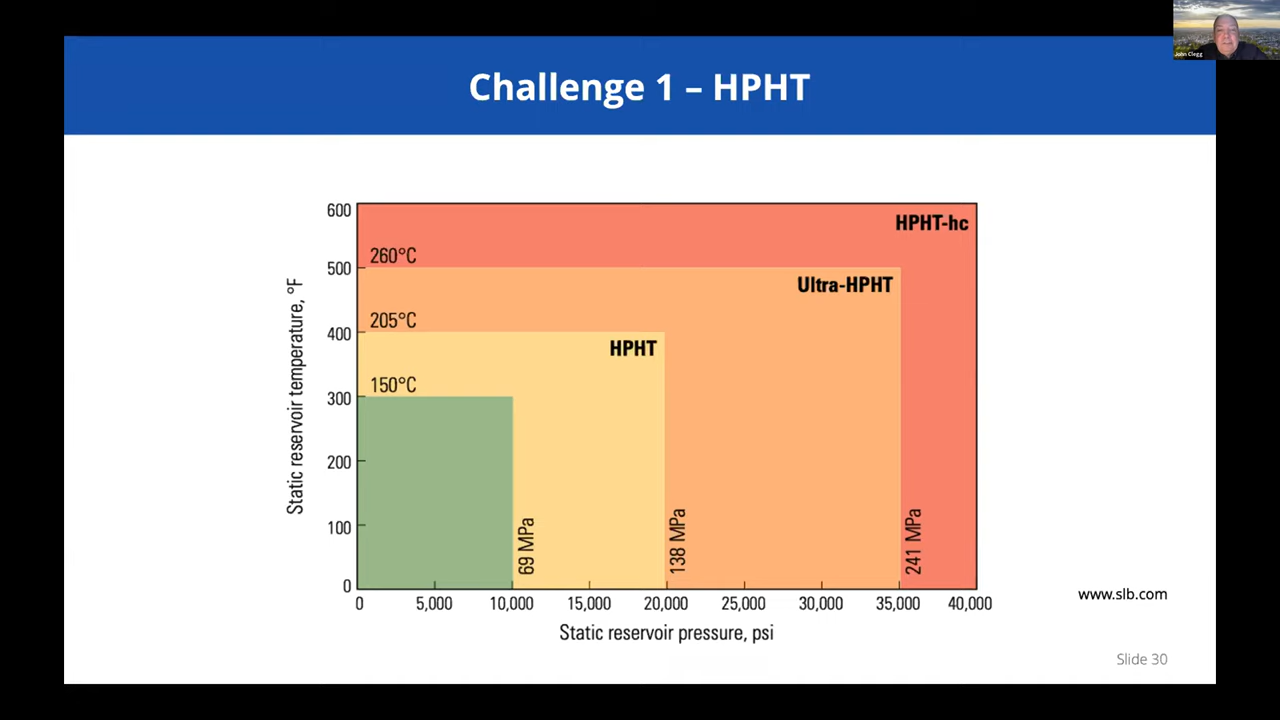 John Clegg
Challenge 1 – HPHT
600
500
400
300
200
100
0
Static reservoir temperature, °F
HPHT-hc
260°C
Ultra-HPHT
205°C
HPHT
150°C
69 MPa
138 MPa
241 MPa
0 5,000 10,000 15,000 20,000 25,000 30,000 35,000 40,000
Static reservoir pressure, psi
www.slb.com
Slide 30